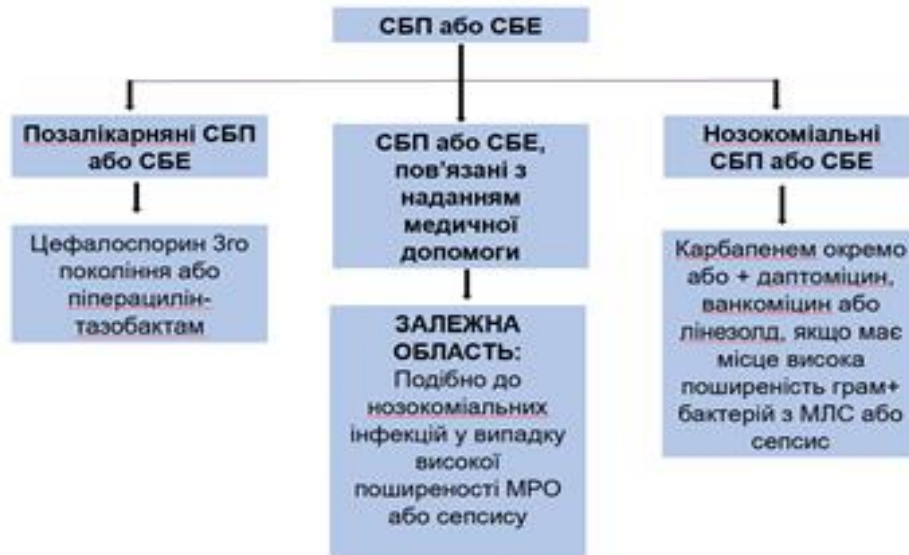 СБП або СБЕ
Позалікарняні СБП
або СБЕ
Цефалоспорин 3го
покоління або
піперацилін-
тазобактам
СБП або СБЕ,
пов'язані з
наданням
медичної
допомоги
ЗАЛЕЖНА
ОБЛАСТЬ:
Подібно до
нозокоміальних
інфекцій у випадку
високої
поширеності МРО
або сепсису
Нозокоміальні
СБП або СБЕ
Карбапенем окремо
або + даптоміцин,
ванкоміцин або
лінезолд, якщо має
місце висока
поширеність грам+
бактерій з МЛС або
сепсис